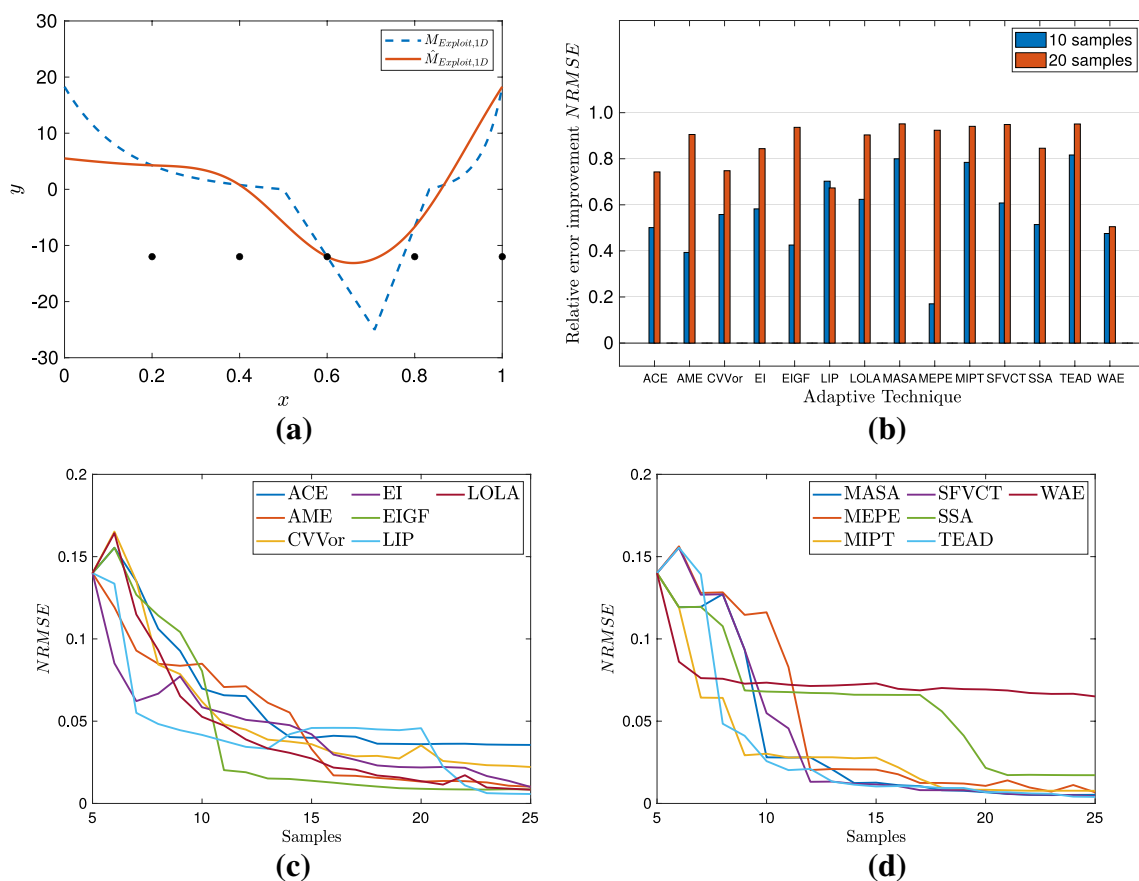 30
20
10
0
-10
-20
-30
0
0.2
0.4
0.6
0.8
1
y
x
M_{Exploit,1D}
\hat{M}_{Exploit,1D}
(a)
10 samples
20 samples
1.0
0.8
0.6
0.4
0.2
0
Relative error improvement NRMSE
ACE AME CVVor EI EIGF LIP LOLA MASA MEPE MIPT SFVCT SSA TEAD WAE
Adaptive Technique
(b)
0.2
0.15
0.1
0.05
0
NRMSE
ACE EI LOLA
AME EIGF
CVVor LIP
5 10 15 20 25
Samples
(c)
0.2
0.15
0.1
0.05
0
NRMSE
MASA SFVCT WAE
MEPE SSA
MIPT TEAD
5 10 15 20 25
Samples
(d)